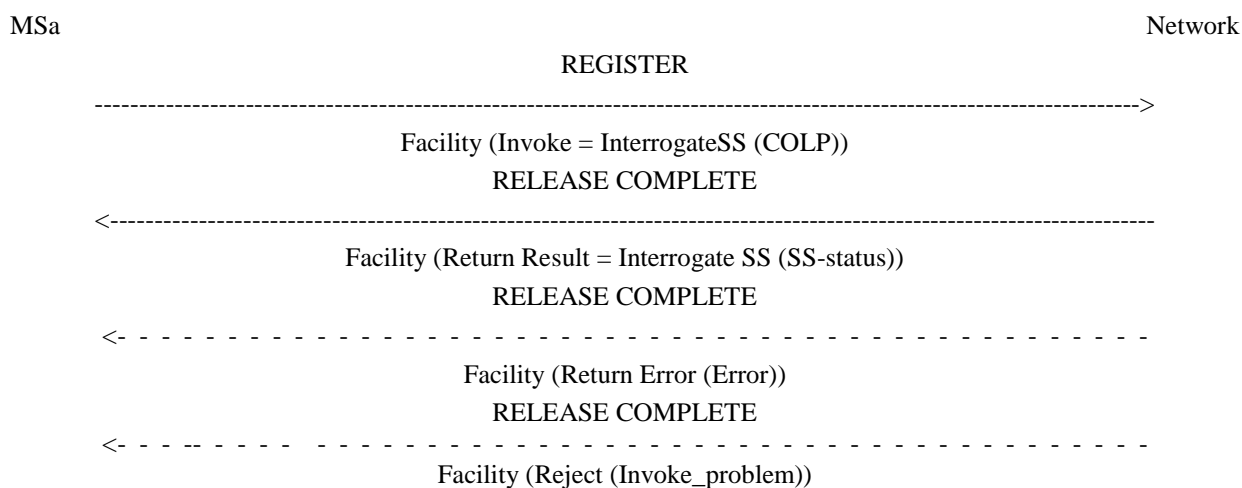 MSa Network
REGISTER
------------------------------------------------------------------------------------------------------------------------>
Facility (Invoke = InterrogateSS (COLP))
RELEASE COMPLETE
<------------------------------------------------------------------------------------------------------------------------
Facility (Return Result = Interrogate SS (SS-status))
RELEASE COMPLETE
<- - - - - - - - - - - - - - - - - - - - - - - - - - - - - - - - - - - - - - - - - - - - - - - -
Facility (Return Error (Error))
RELEASE COMPLETE
<- - - -- - - - - - - - - - - - - - - - - - - - - - - - - - - - - - - - - - - - - - - - - - - -
Facility (Reject (Invoke_problem))